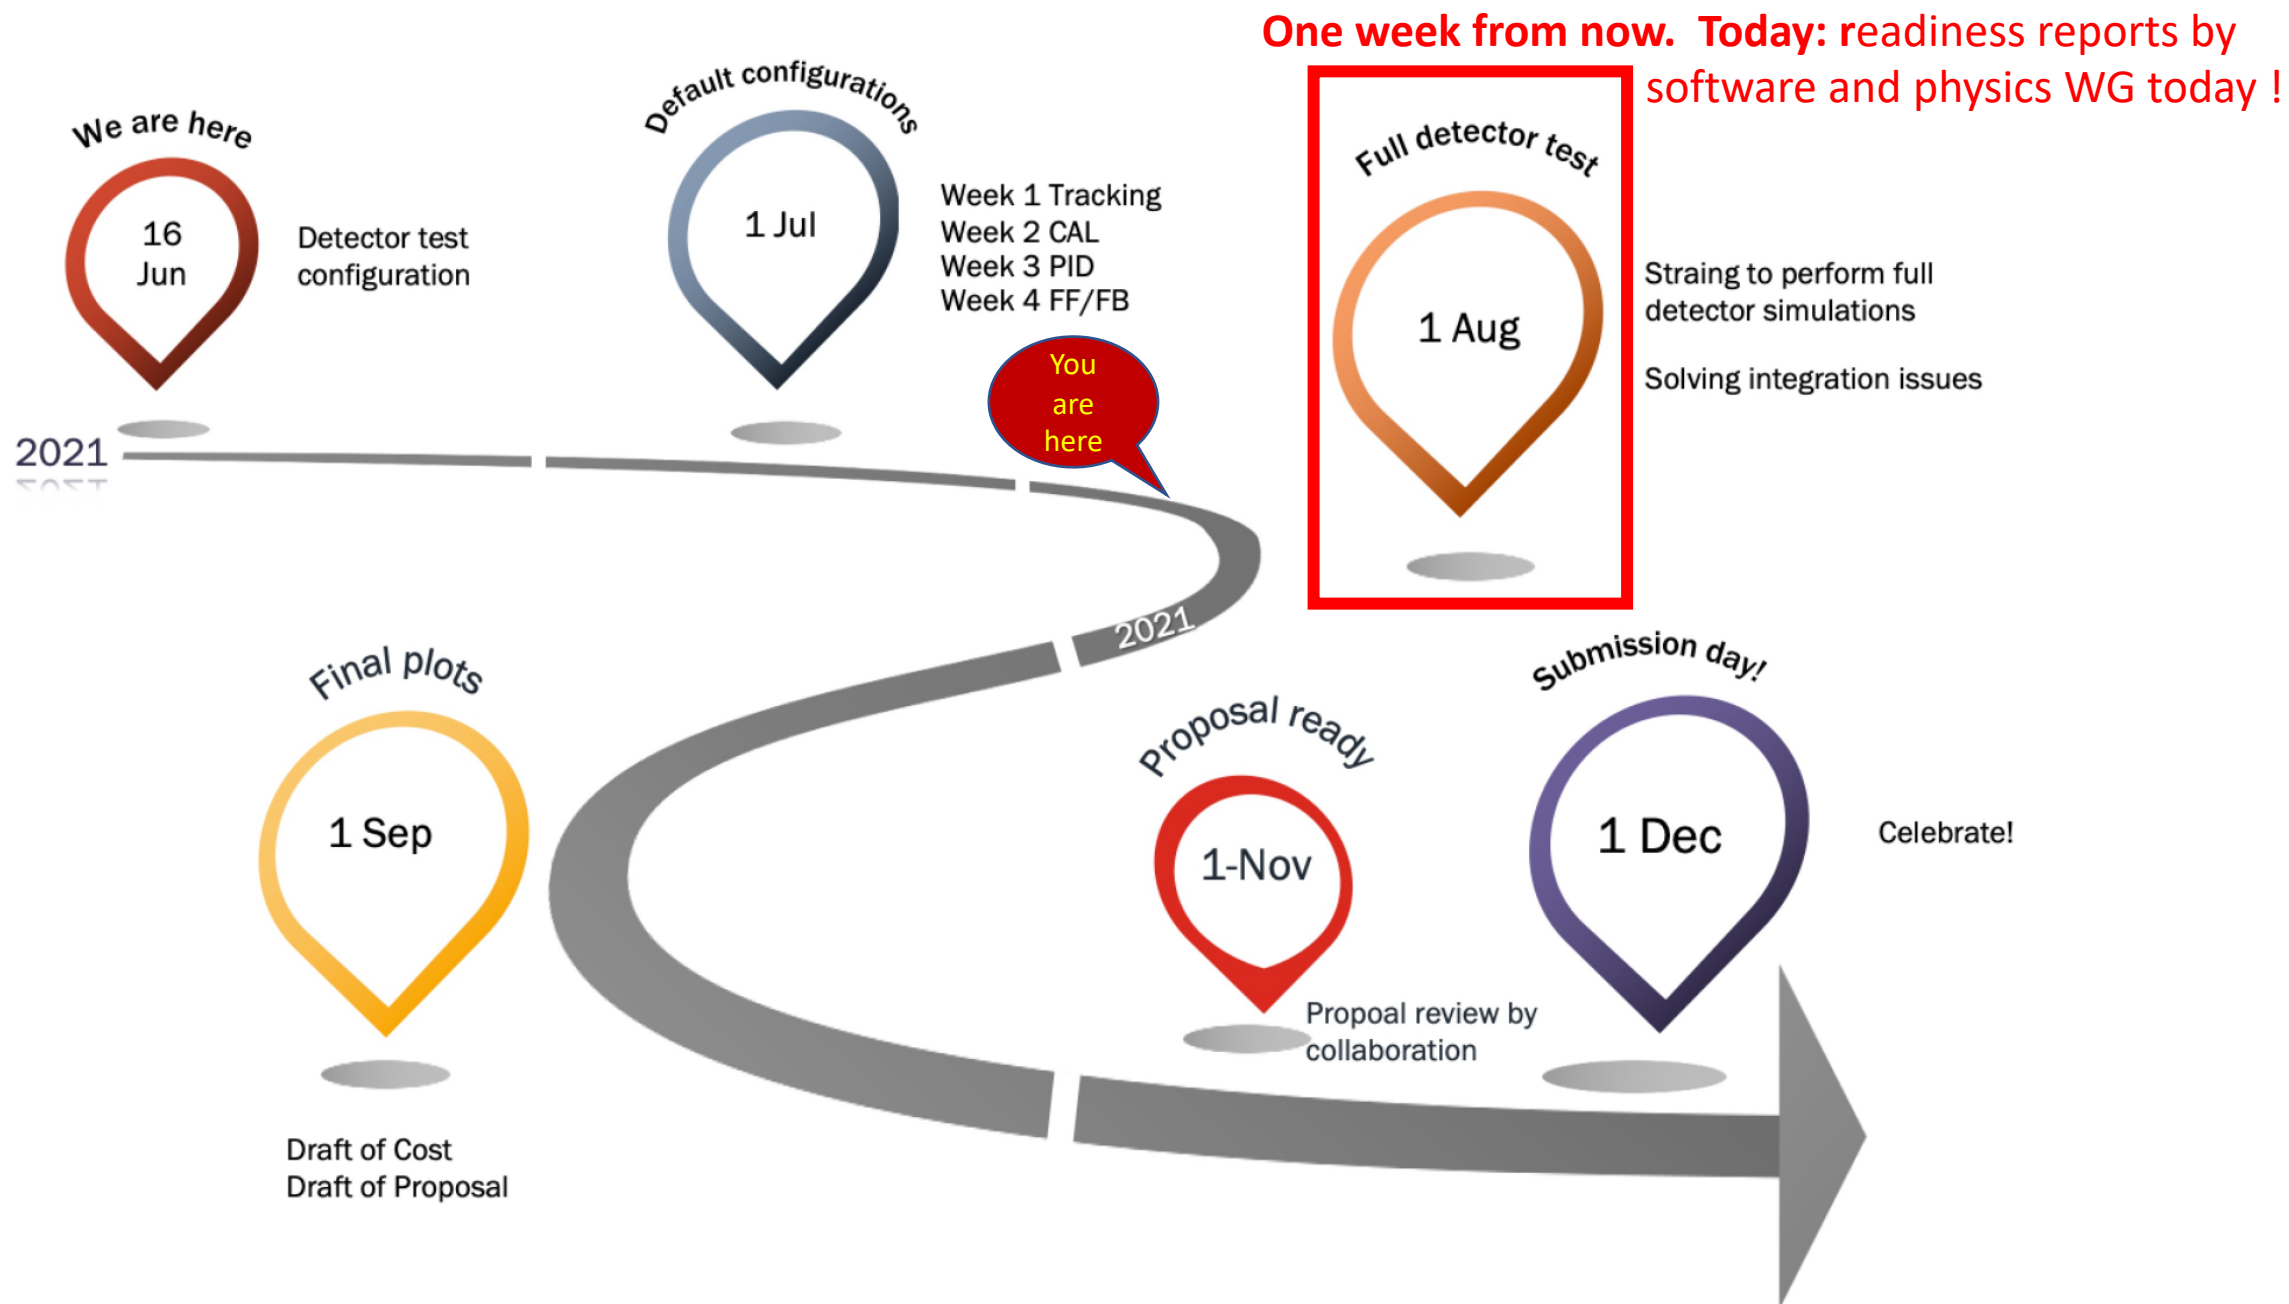 One week from now.  Today: readiness reports by
software and physics WG today !
We are here
16
Jun
Detector test
configuration
Default configurations
1 Jul
Week 1 Tracking
Week 2 CAL
Week 3 PID
Week 4 FF/FB
You
are
here
Full detector test
1 Aug
Straing to perform full
detector simulations
Solving integration issues
2021
2021
Final plots
1 Sep
Draft of Cost
Draft of Proposal
Proposal ready
1-Nov
Propoal review by
collaboration
Submission day!
1 Dec
Celebrate!